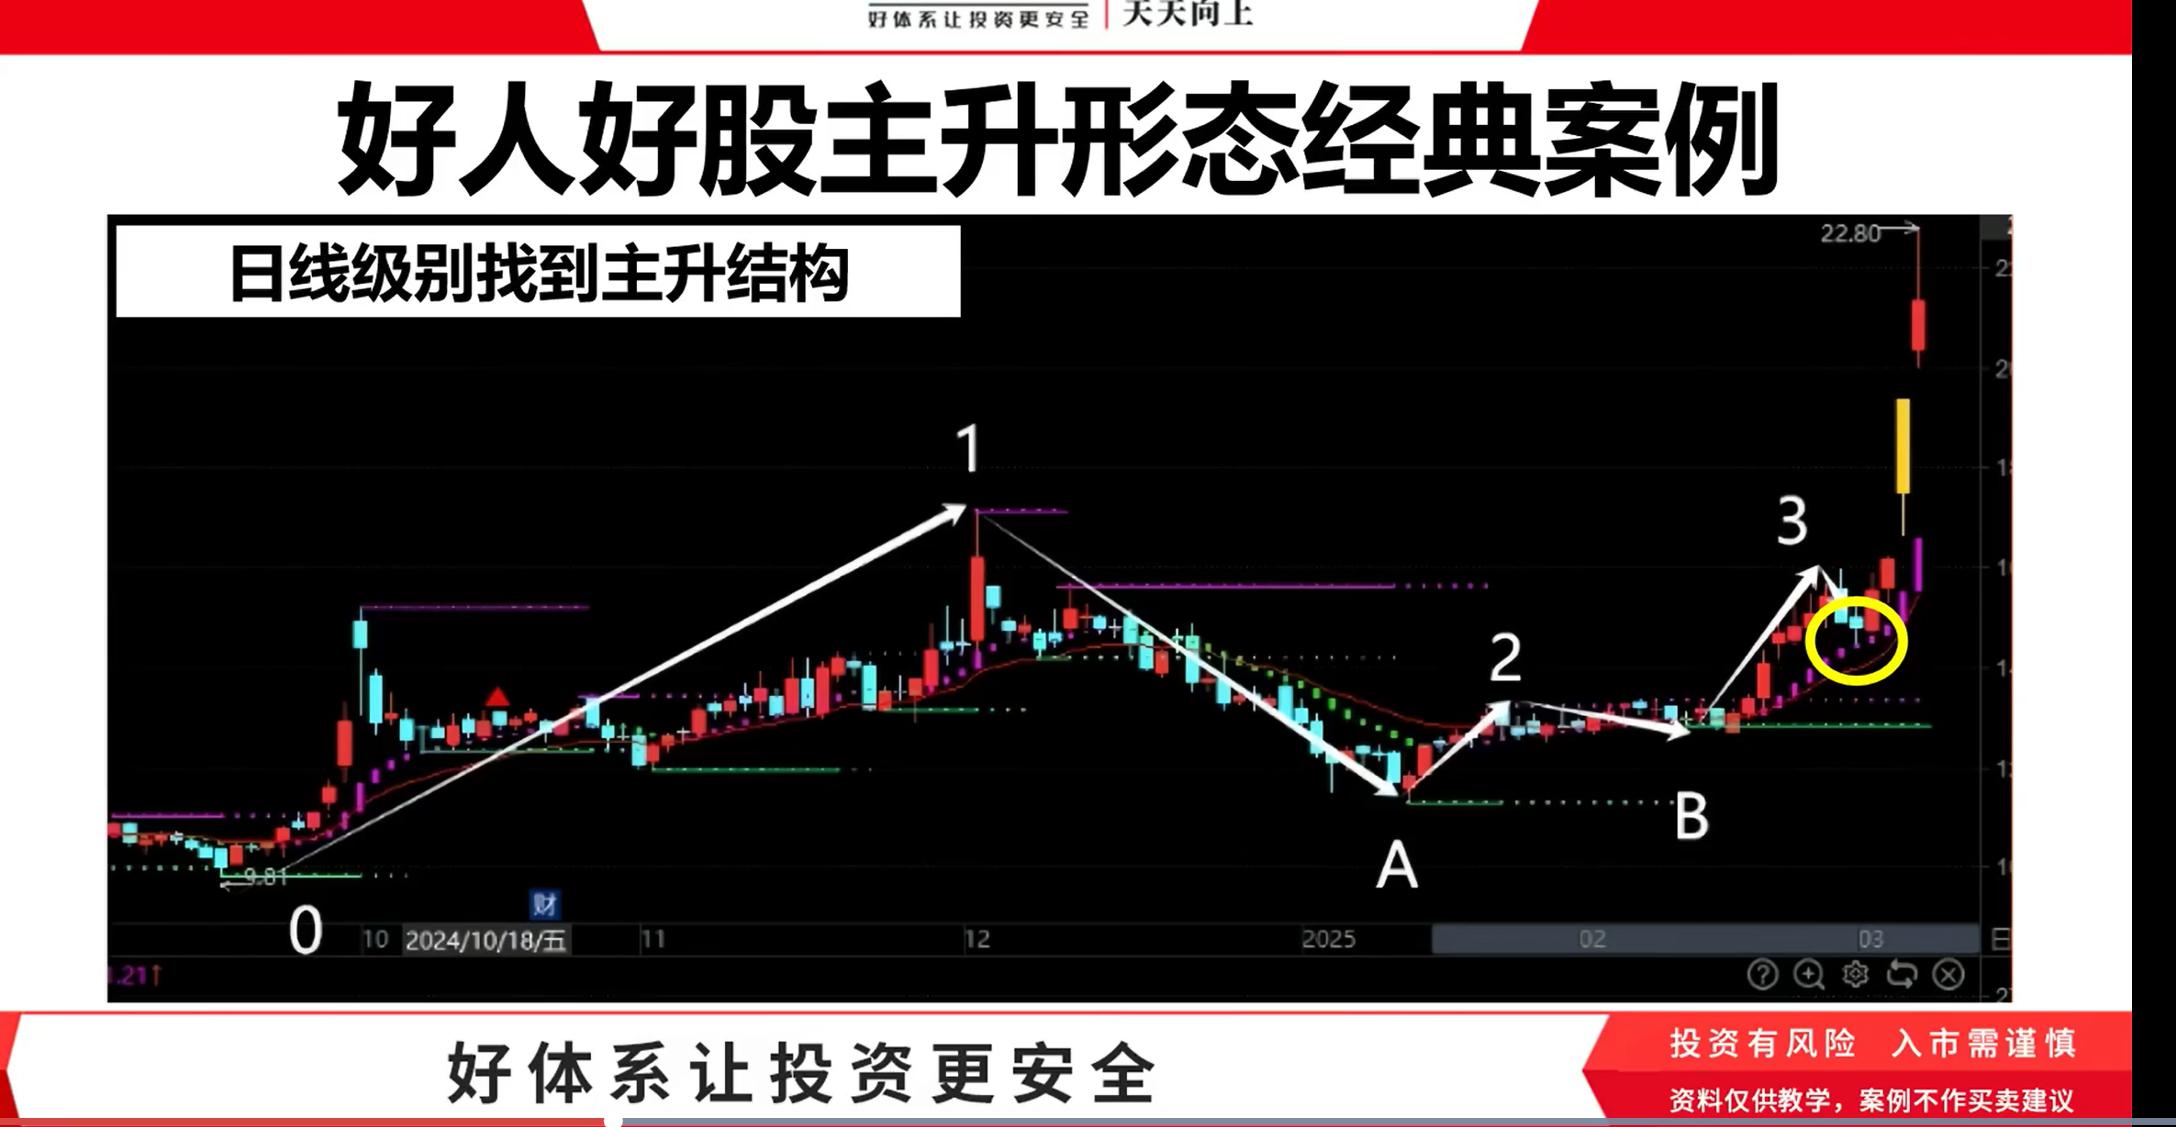 好体系让投资更安全 天天向上
好人好股主升形态经典案例
日线级别找到主升结构
22.80
1
3
2
B
A
9.81
0
财
10 2024/10/18/五 11 12 2025 02 03 日
.21↑
好体系让投资更安全
投资有风险 入市需谨慎
资料仅供教学，案例不作买卖建议